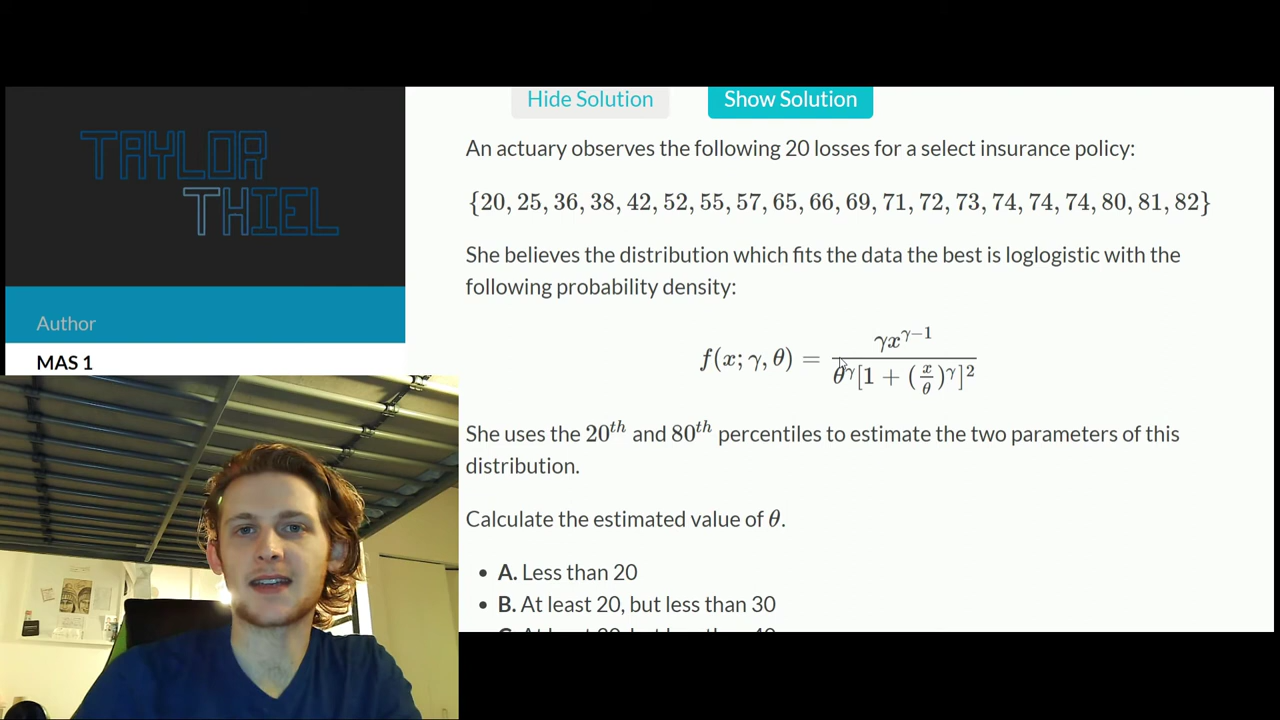 Hide Solution
Show Solution
TAYLOR
THIEL
Author
MAS 1
An actuary observes the following 20 losses for a select insurance policy:
{20, 25, 36, 38, 42, 52, 55, 57, 65, 66, 69, 71, 72, 73, 74, 74, 74, 80, 81, 82}
She believes the distribution which fits the data the best is loglogistic with the
following probability density:
f(x; γ, θ) = γx^{γ−1} / θ^γ[1 + (x/θ)^γ]^2
She uses the 20^{th} and 80^{th} percentiles to estimate the two parameters of this
distribution.
Calculate the estimated value of θ.
• A. Less than 20
• B. At least 20, but less than 30